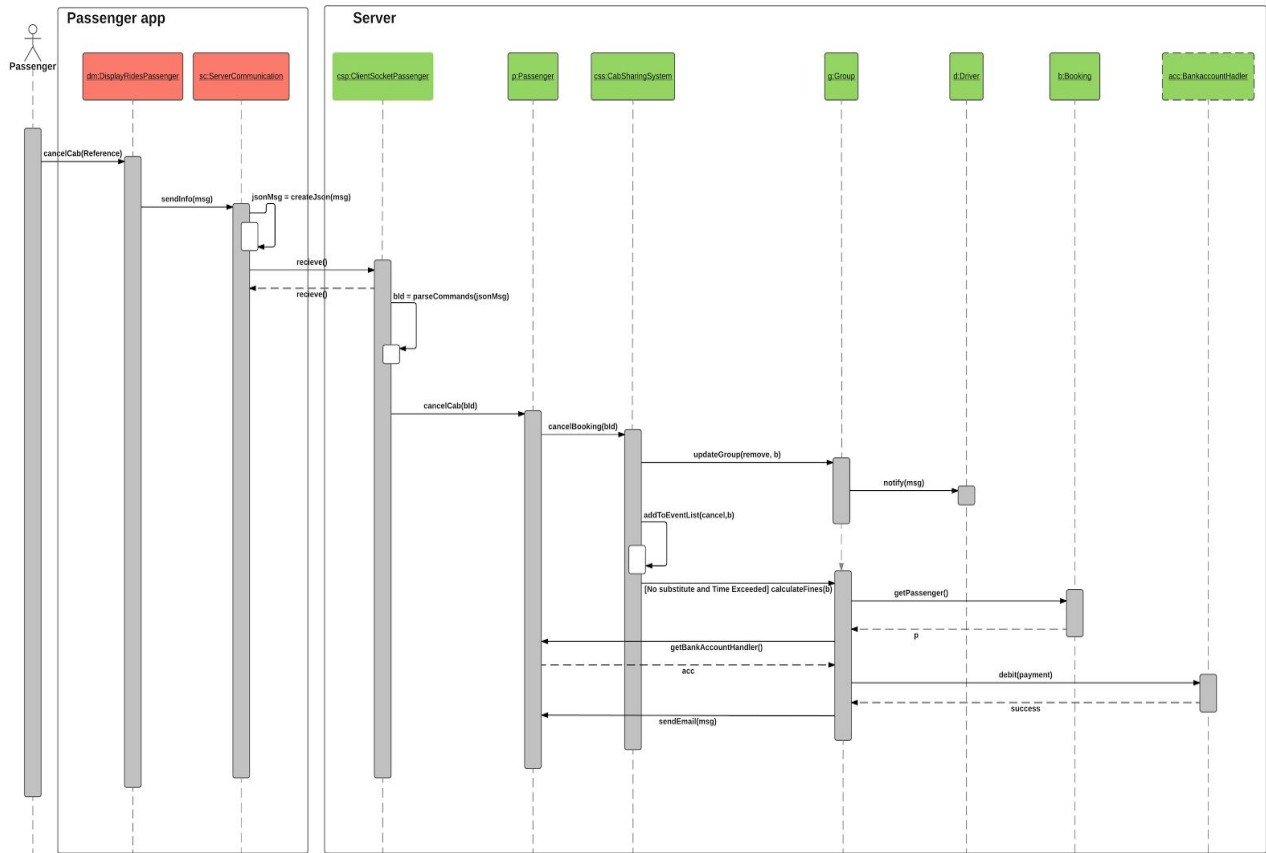 Passenger app
Server
Passenger
dm:DisplayRidesPassenger
sc:ServerCommunication
csp:ClientSocketPassenger
p:Passenger
css:CabSharingSystem
g:Group
d:Driver
b:Booking
acc:BankaccountHadler
cancelCab(Reference)
sendInfo(msg)
jsonMsg = createJson(msg)
recieve()
recieve()
bId = parseCommands(jsonMsg)
cancelCab(bId)
cancelBooking(bId)
updateGroup(remove, b)
notify(msg)
addToEventList(cancel,b)
[No substitute and Time Exceeded] calculateFines(b)
getPassenger()
p
getBankAccountHandler()
acc
debit(payment)
success
sendEmail(msg)